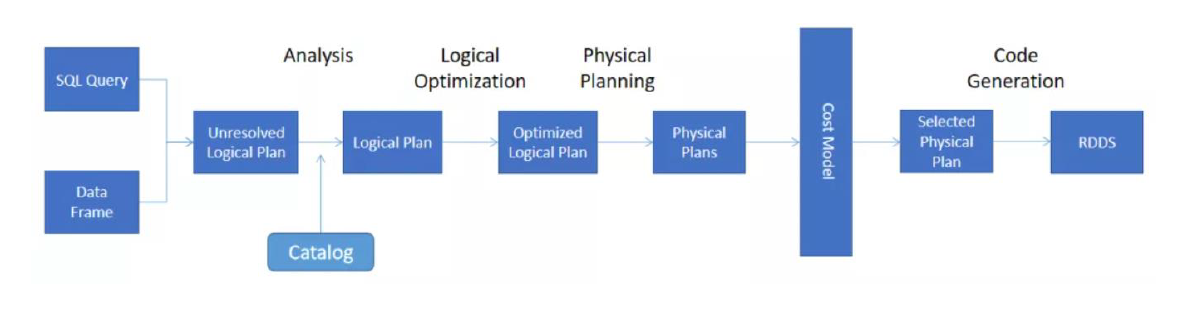 SQL Query
Data
Frame
Analysis
Unresolved
Logical Plan
Catalog
Logical Plan
Logical
Optimization
Optimized
Logical Plan
Physical
Planning
Physical
Plans
Cost Model
Code
Generation
Selected
Physical
Plan
RDDS